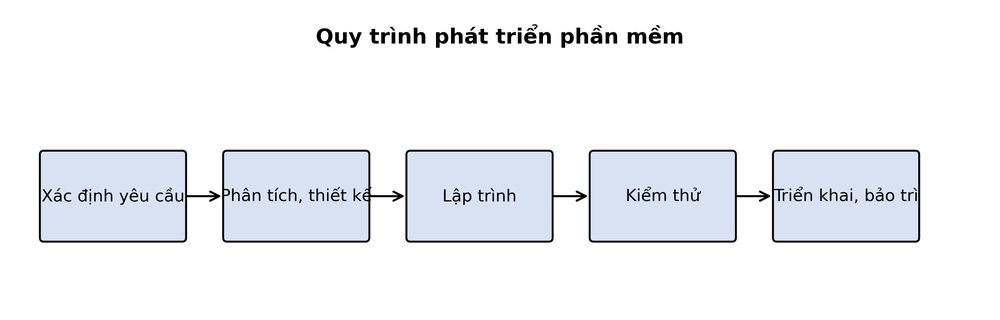 Quy trình phát triển phần mềm
Xác định yêu cầu
Phân tích, thiết kế
Lập trình
Kiểm thử
Triển khai, bảo trì